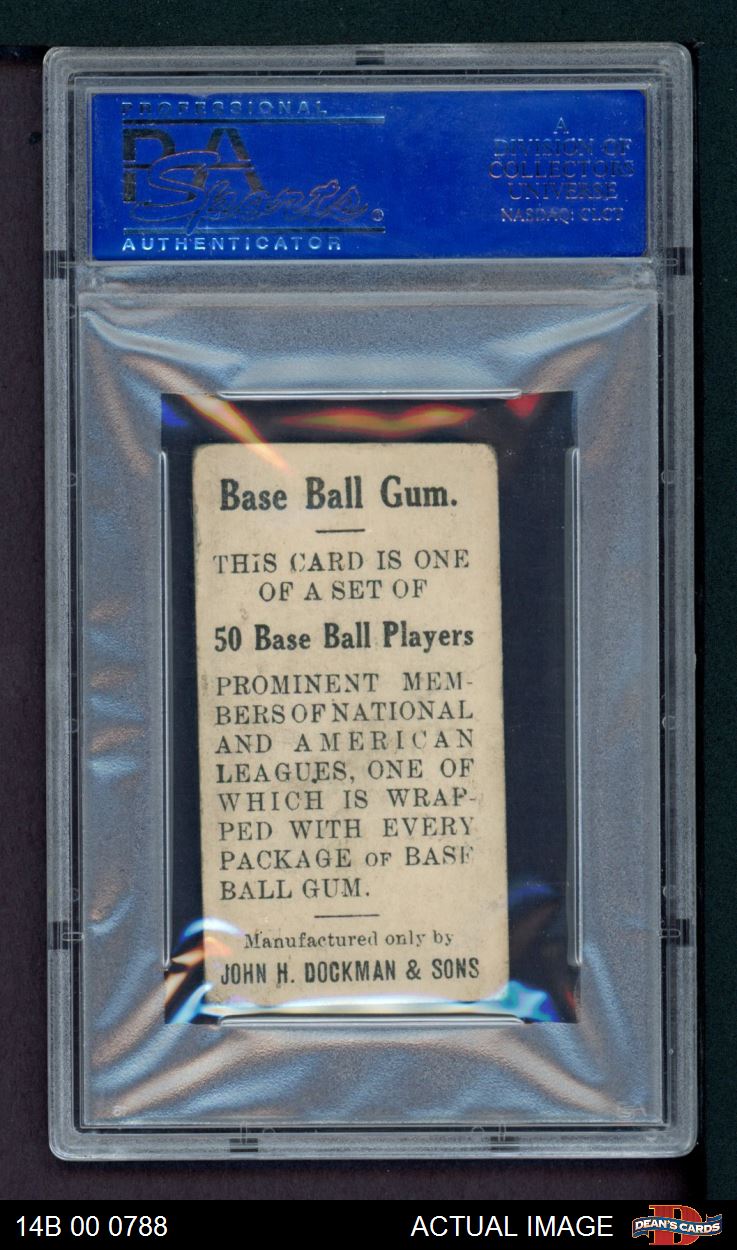 PROFESSIONAL
PSA
Sports
AUTHENTICATOR
A
DIVISION OF
COLLECTORS
UNIVERSE
NASDAQ: CLCT
Base Ball Gum.
THIS CARD IS ONE
OF A SET OF
50 Base Ball Players
PROMINENT MEM-
BERS OF NATIONAL
AND AMERICAN
LEAGUES, ONE OF
WHICH IS WRAP-
PED WITH EVERY
PACKAGE OF BASE
BALL GUM.
Manufactured only by
JOHN H. DOCKMAN & SONS
14B 00 0788
ACTUAL IMAGE
DEAN'S CARDS